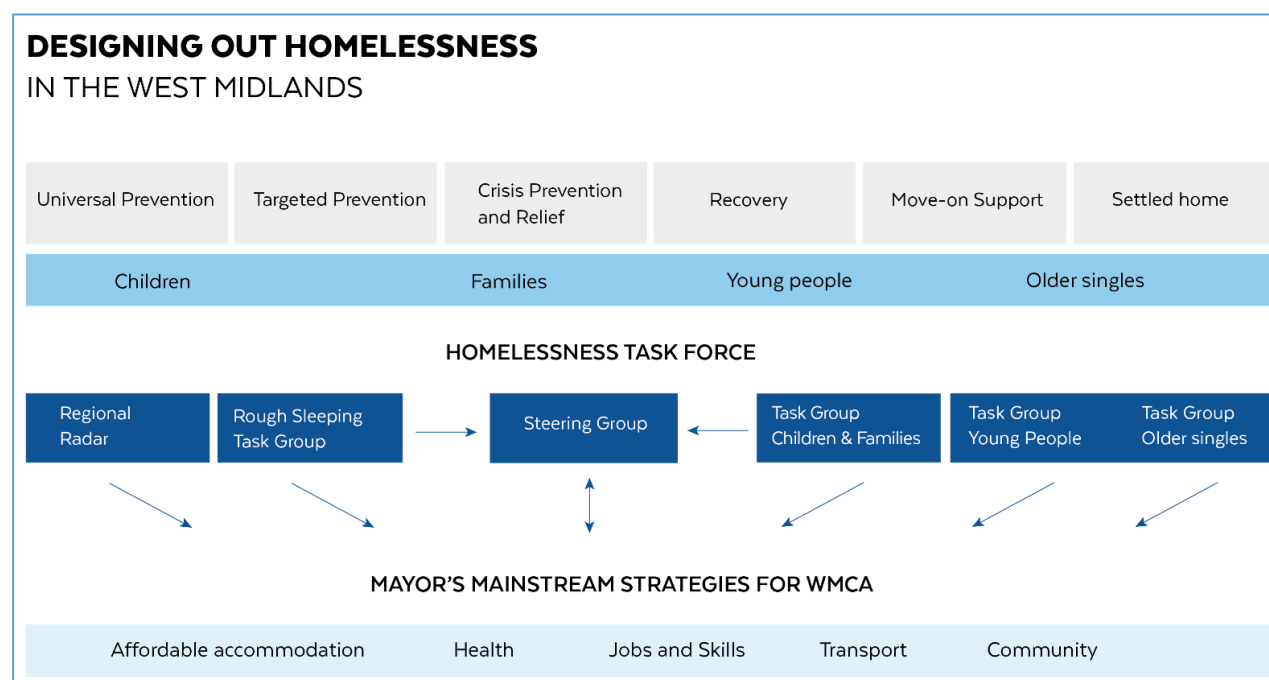 DESIGNING OUT HOMELESSNESS
IN THE WEST MIDLANDS
Universal Prevention
Targeted Prevention
Crisis Prevention
and Relief
Recovery
Move-on Support
Settled home
Children
Families
Young people
Older singles
HOMELESSNESS TASK FORCE
Regional
Radar
Rough Sleeping
Task Group
Steering Group
Task Group
Children & Families
Task Group
Young People
Task Group
Older singles
MAYOR’S MAINSTREAM STRATEGIES FOR WMCA
Affordable accommodation
Health
Jobs and Skills
Transport
Community